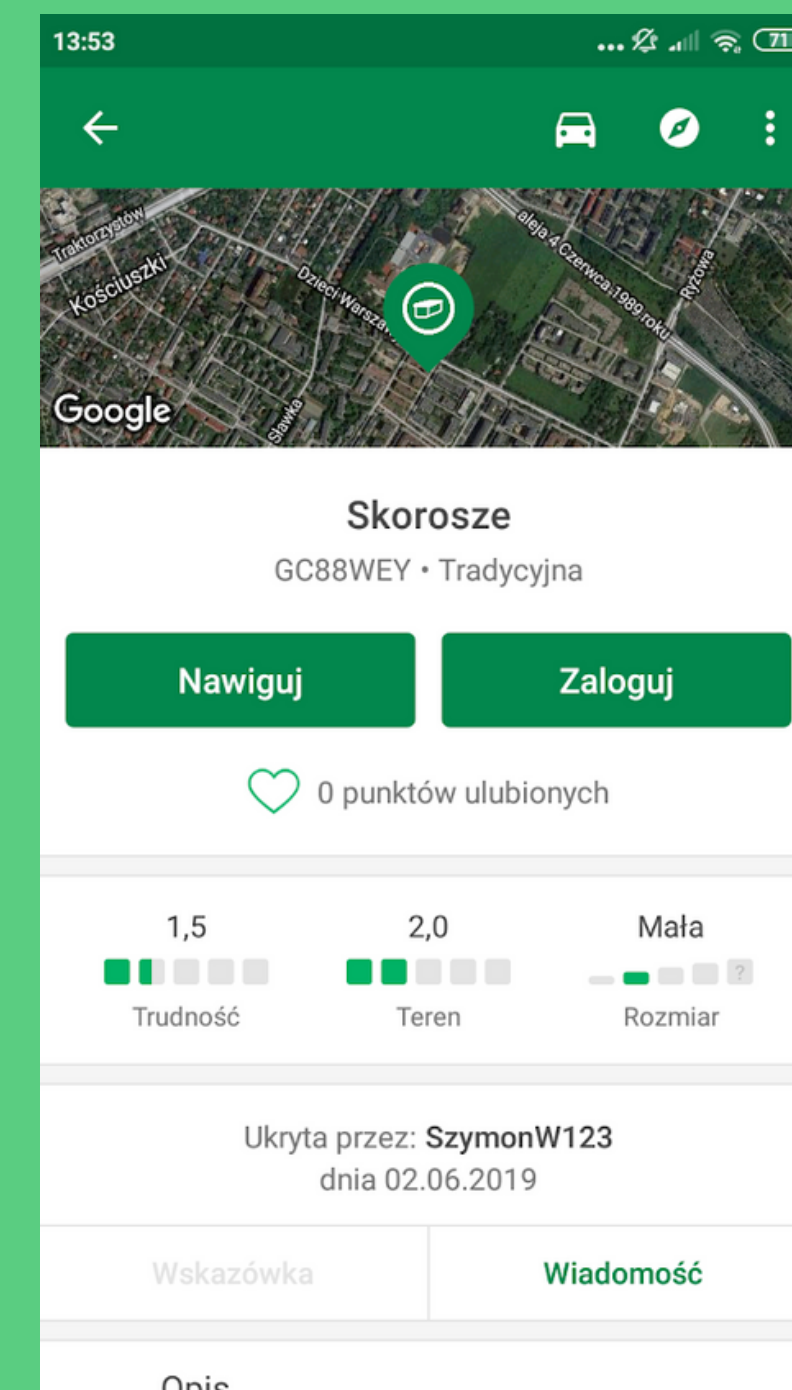 13:53
71
Traktorzystów
aleja 4 Czerwca 1989 roku
Ryżowa
Kościuszki
Dzieci Warszawy
Google
Sławka
Skorosze
GC88WEY • Tradycyjna
Nawiguj
Zaloguj
0 punktów ulubionych
1,5
2,0
Mała
?
Trudność
Teren
Rozmiar
Ukryta przez: SzymonW123
dnia 02.06.2019
Wskazówka
Wiadomość
Opis